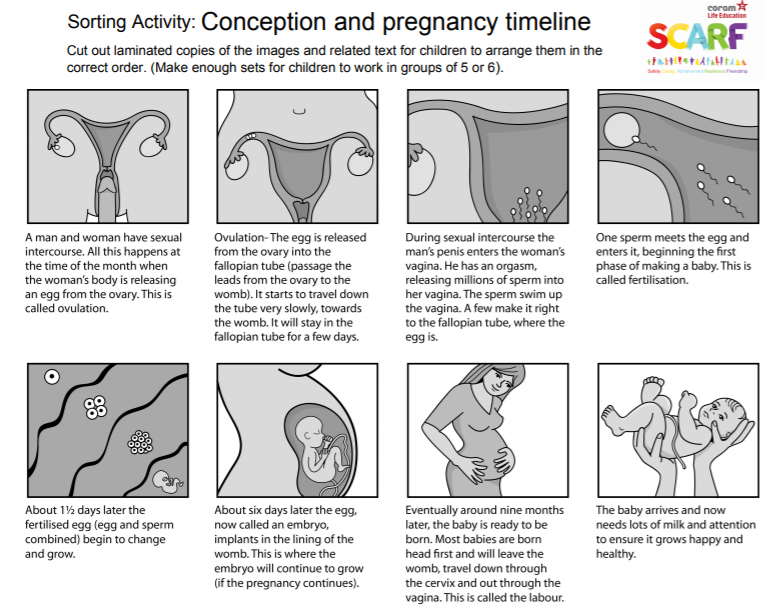 Sorting Activity: Conception and pregnancy timeline
coram
Life Education
SCARF
Safety Caring Achievement Resilience Friendship
Cut out laminated copies of the images and related text for children to arrange them in the
correct order. (Make enough sets for children to work in groups of 5 or 6).
A man and woman have sexual
intercourse. All this happens at
the time of the month when
the woman's body is releasing
an egg from the ovary. This is
called ovulation.
Ovulation- The egg is released
from the ovary into the
fallopian tube (passage the
leads from the ovary to the
womb). It starts to travel down
the tube very slowly, towards
the womb. It will stay in the
fallopian tube for a few days.
During sexual intercourse the
man's penis enters the woman's
vagina. He has an orgasm,
releasing millions of sperm into
her vagina. The sperm swim up
the vagina. A few make it right
to the fallopian tube, where the
egg is.
One sperm meets the egg and
enters it, beginning the first
phase of making a baby. This is
called fertilisation.
About 1½ days later the
fertilised egg (egg and sperm
combined) begin to change
and grow.
About six days later the egg,
now called an embryo,
implants in the lining of the
womb. This is where the
embryo will continue to grow
(if the pregnancy continues).
Eventually around nine months
later, the baby is ready to be
born. Most babies are born
head first and will leave the
womb, travel down through
the cervix and out through the
vagina. This is called the labour.
The baby arrives and now
needs lots of milk and attention
to ensure it grows happy and
healthy.